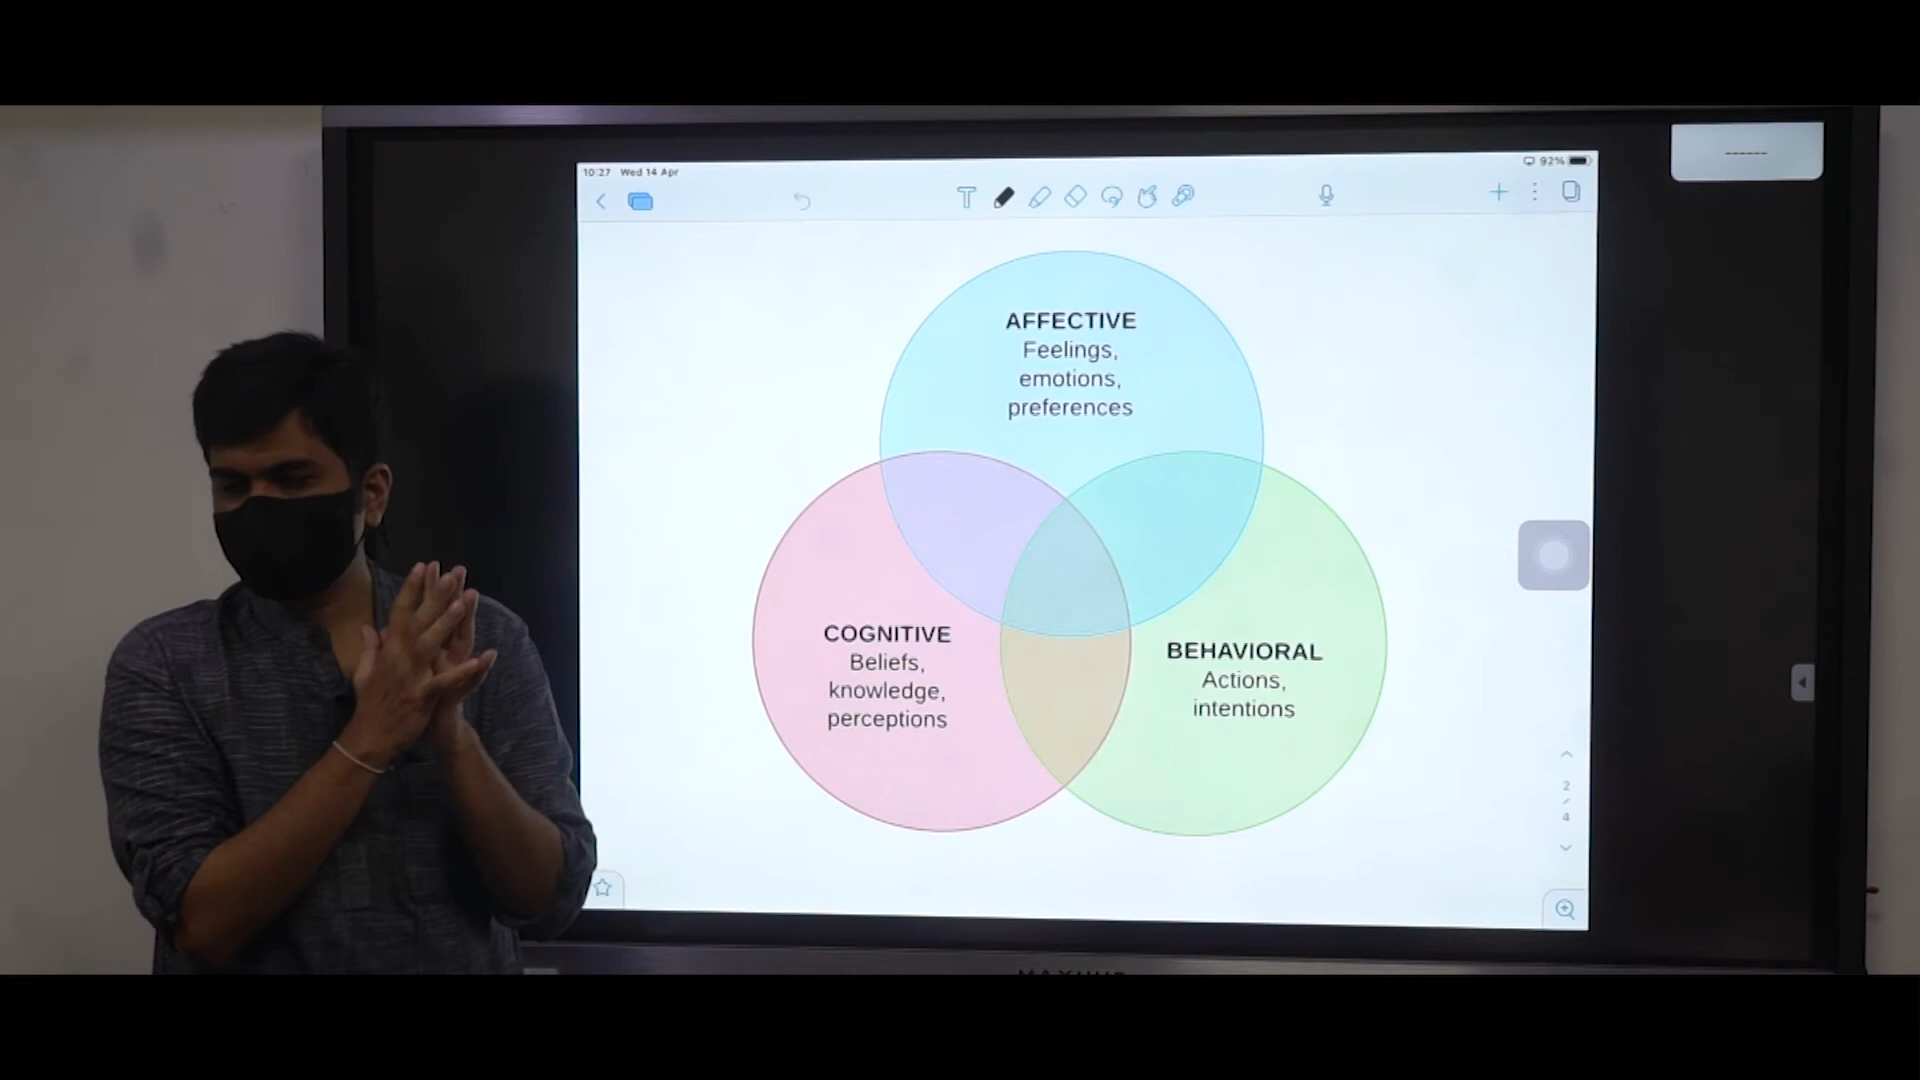 10:27 Wed 14 Apr
92%
T
AFFECTIVE
Feelings,
emotions,
preferences
COGNITIVE
Beliefs,
knowledge,
perceptions
BEHAVIORAL
Actions,
intentions
2
/
4